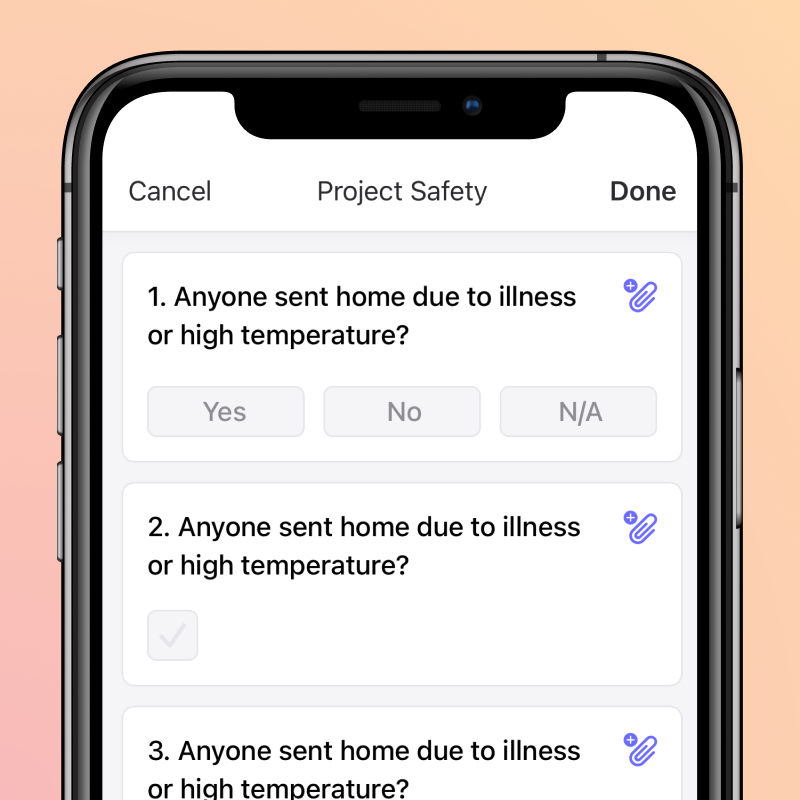 Cancel Project Safety Done
1. Anyone sent home due to illness
or high temperature?
Yes No N/A
2. Anyone sent home due to illness
or high temperature?
3. Anyone sent home due to illness
or high temperature?